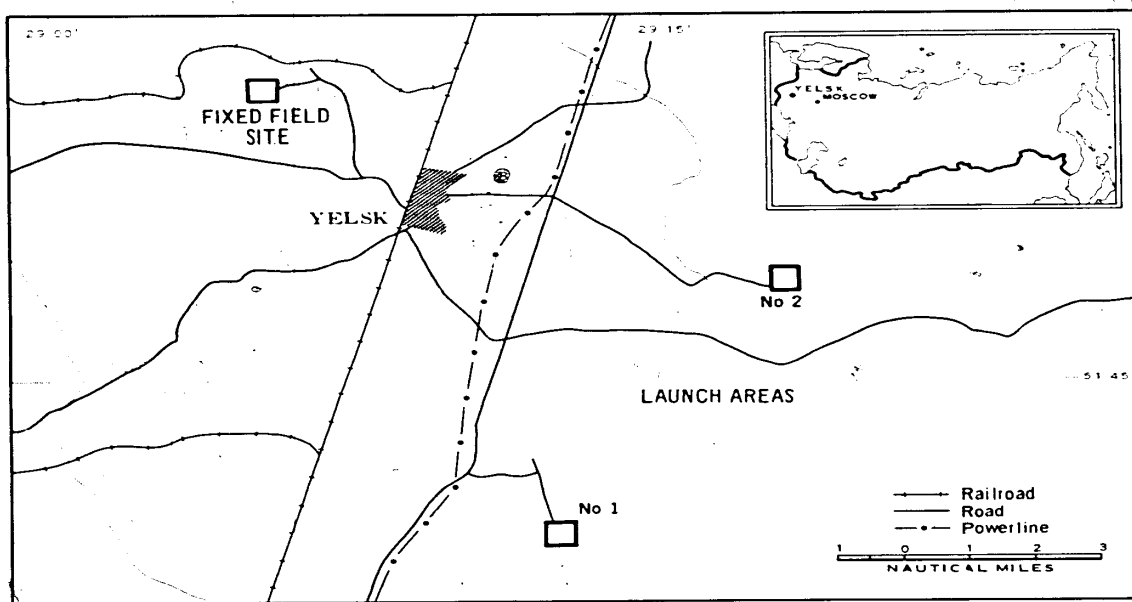 29 00'
29 15'
YELSK
MOSCOW
FIXED FIELD
SITE
YELSK
No 2
51 45
LAUNCH AREAS
No 1
Railroad
Road
Powerline
1 0 1 2 3
NAUTICAL MILES